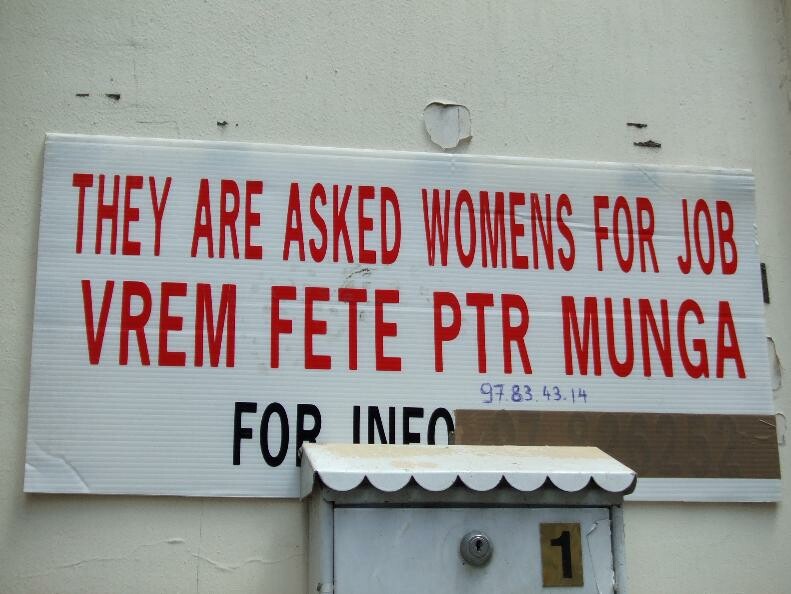 THEY ARE ASKED WOMENS FOR JOB
VREM FETE PTR MUNGA
97.83.43.14
FOR INFO
1